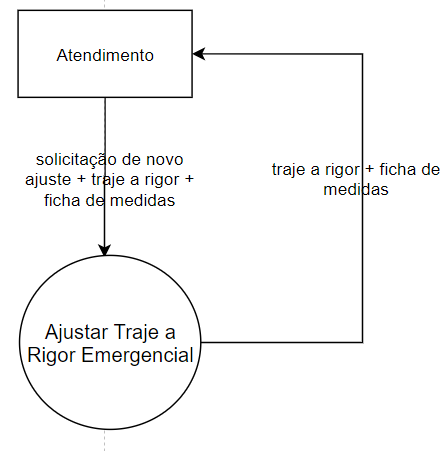 Atendimento
solicitação de novo
ajuste + traje a rigor +
ficha de medidas
traje a rigor + ficha de
medidas
Ajustar Traje a
Rigor Emergencial